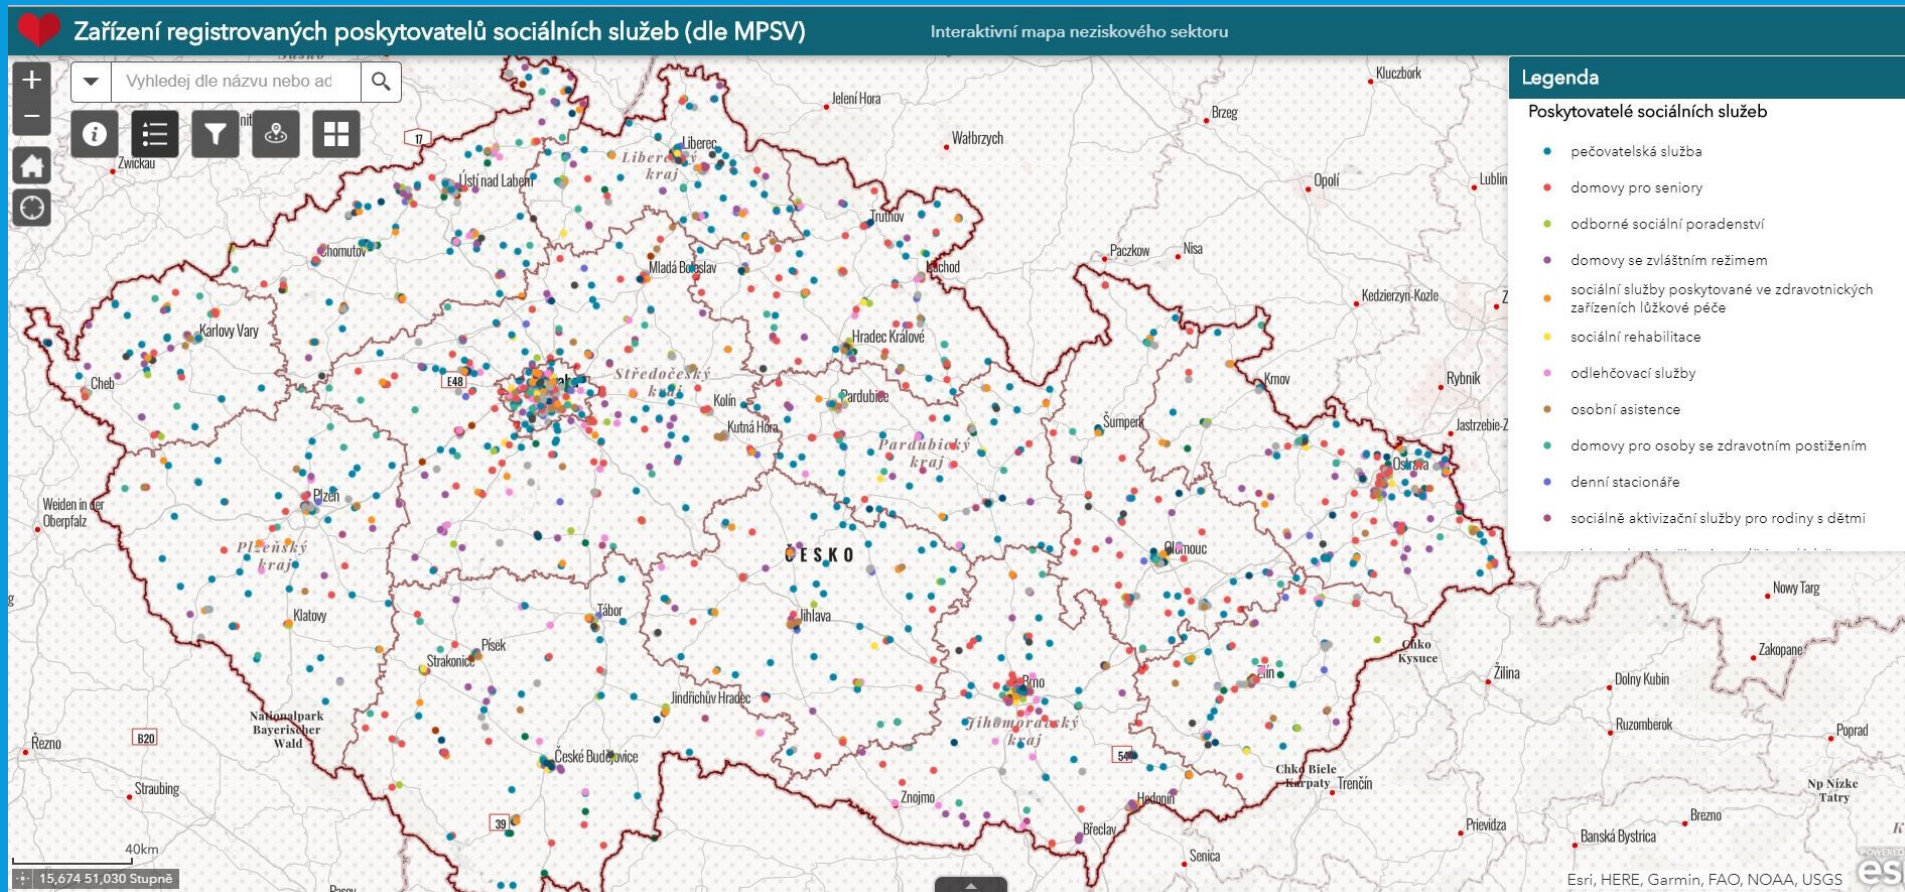 Zařízení registrovaných poskytovatelů sociálních služeb (dle MPSV)
Interaktivní mapa neziskového sektoru
Vyhledej dle názvu nebo ad
Legenda
Poskytovatelé sociálních služeb
pečovatelská služba
domovy pro seniory
odborné sociální poradenství
domovy se zvláštním režimem
sociální služby poskytované ve zdravotnických
zařízeních lůžkové péče
sociální rehabilitace
odlehčovací služby
osobní asistence
domovy pro osoby se zdravotním postižením
denní stacionáře
sociálně aktivizační služby pro rodiny s dětmi
Kluczbork
Jelení Hora
Brzeg
17
Wałbrzych
Liberec
Zwickau
Liberecký
kraj
Ústí nad Labem
Opolí
Lublin
Trutnov
Chomutov
Paczkow
Nisa
Mladá Boleslav
Náchod
Kedzierzyn-Kozle
Karlovy Vary
Hradec Králové
Středočeský
kraj
E48
Cheb
Krnov
Rybnik
Kolín
Pardubice
Kutná Hora
Šumperk
Jastrzebie-Z
Pardubický
kraj
Ostrava
Plzeň
Weiden in der
Oberpfalz
Plzeňský
kraj
ČESKO
Olomouc
Nowy Targ
Klatovy
Tábor
Jihlava
Písek
Chko
Kysuce
Zakopane
Strakonice
Zlín
Žilina
Brno
Dolny Kubin
Jindřichův Hradec
Nationalpark
Bayerischer
Wald
Jihomoravský
kraj
Ruzomberok
Poprad
Řezno
B20
České Budějovice
54
Chko Biele
Karpaty
Trenčín
Np Nízke
Tatry
Straubing
Znojmo
Hodonín
39
Břeclav
Prievidza
Banská Bystrica
Brezno
Senica
40km
15,674 51,030 Stupně
Esri, HERE, Garmin, FAO, NOAA, USGS
POWERED
esri